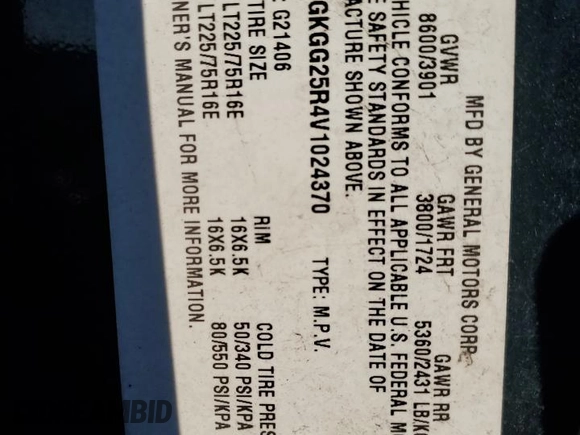 MFD BY GENERAL MOTORS CORP
GVWR GAWR FRT GAWR RR
8600/3901 3800/1724 5360/2431 LB/K
VEHICLE CONFORMS TO ALL APPLICABLE U.S. FEDERAL M
E SAFETY STANDARDS IN EFFECT ON THE DATE OF
ACTURE SHOWN ABOVE.
GKGG25R4V1024370 TYPE: M.P.V.
: G21406
TIRE SIZE RIM COLD TIRE PRES
LT225/75R16E 16X6.5K 50/340 PSI/KPA
LT225/75R16E 16X6.5K 80/550 PSI/KPA
NER'S MANUAL FOR MORE INFORMATION.